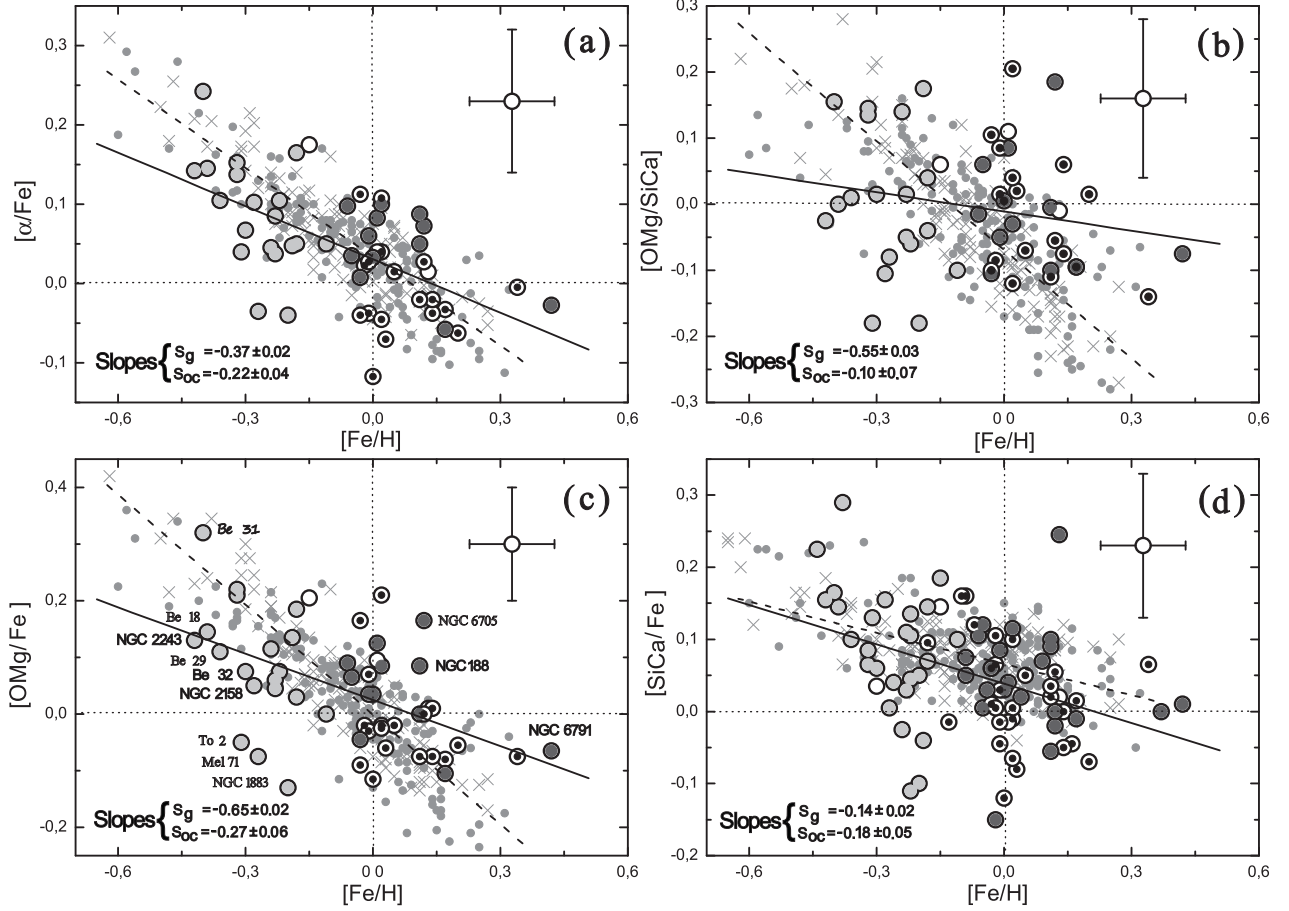 (a)
0,3
0,2
0,1
0,0
-0,1
[α/Fe]
Slopes { Sg =-0.37±0.02
Soc =-0.22±0.04
-0,6 -0,3 0,0 0,3 0,6
[Fe/H]
(b)
0,3
0,2
0,1
0,0
-0,1
-0,2
-0,3
[OMg/SiCa]
Slopes { Sg =-0.55±0.03
Soc =-0.10±0.07
-0,6 -0,3 0,0 0,3 0,6
[Fe/H]
(c)
0,4
0,2
0,0
-0,2
[OMg/Fe ]
Be 31
Be 18
NGC 6705
NGC 2243
Be 29
NGC 188
Be 32
NGC 2158
NGC 6791
To 2
Mel 71
NGC 1883
Slopes { Sg =-0.65±0.02
Soc =-0.27±0.06
-0,6 -0,3 0,0 0,3 0,6
[Fe/H]
(d)
0,3
0,2
0,1
0,0
-0,1
-0,2
[SiCa/Fe ]
Slopes { Sg =-0.14±0.02
Soc =-0.18±0.05
-0,6 -0,3 0,0 0,3 0,6
[Fe/H]